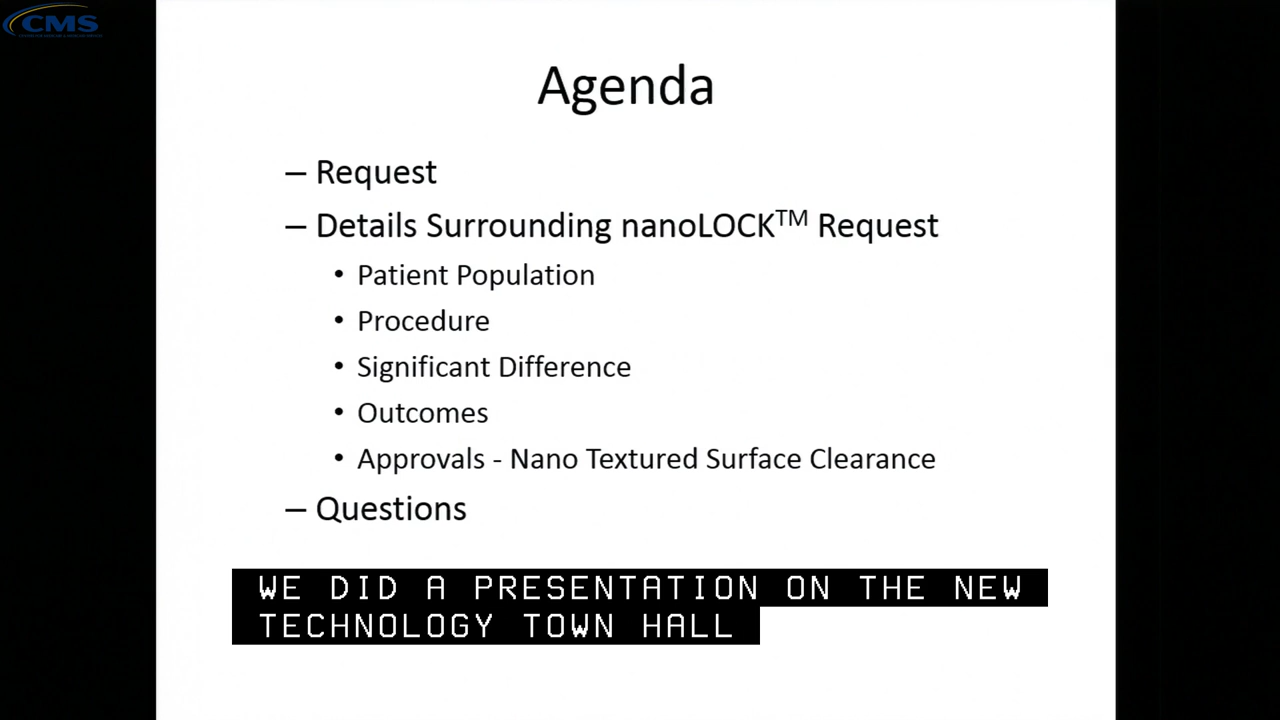 CMS
Agenda
– Request
– Details Surrounding nanoLOCK™ Request
• Patient Population
• Procedure
• Significant Difference
• Outcomes
• Approvals - Nano Textured Surface Clearance
– Questions
WE DID A PRESENTATION ON THE NEW
TECHNOLOGY TOWN HALL